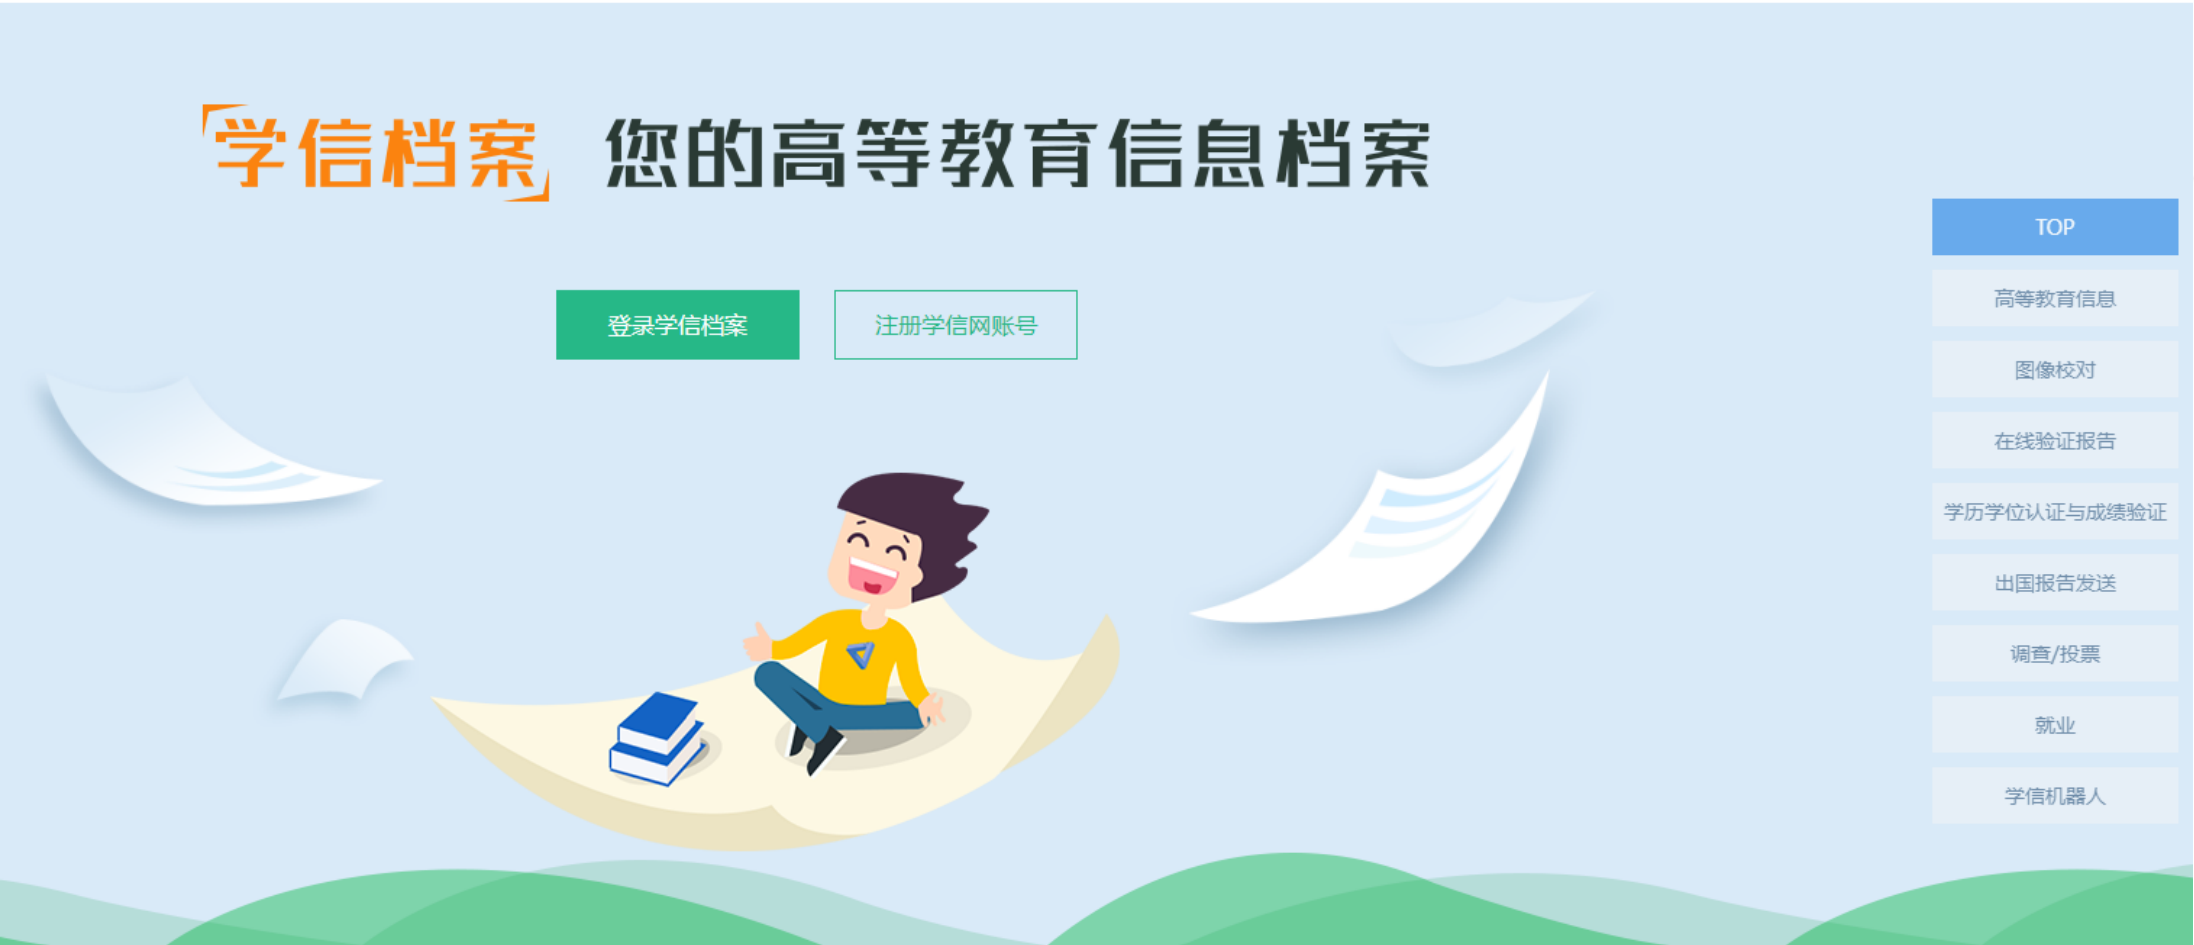 学信档案 您的高等教育信息档案
登录学信档案 注册学信网账号
TOP
高等教育信息
图像校对
在线验证报告
学历学位认证与成绩验证
出国报告发送
调查/投票
就业
学信机器人